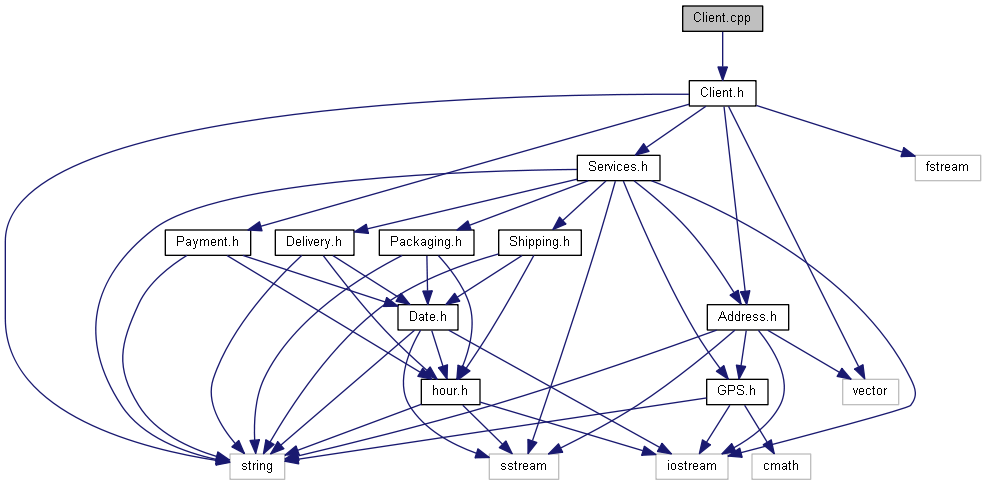 Client.cpp
Client.h
Services.h
fstream
Payment.h
Delivery.h
Packaging.h
Shipping.h
Date.h
Address.h
hour.h
GPS.h
vector
string
sstream
iostream
cmath